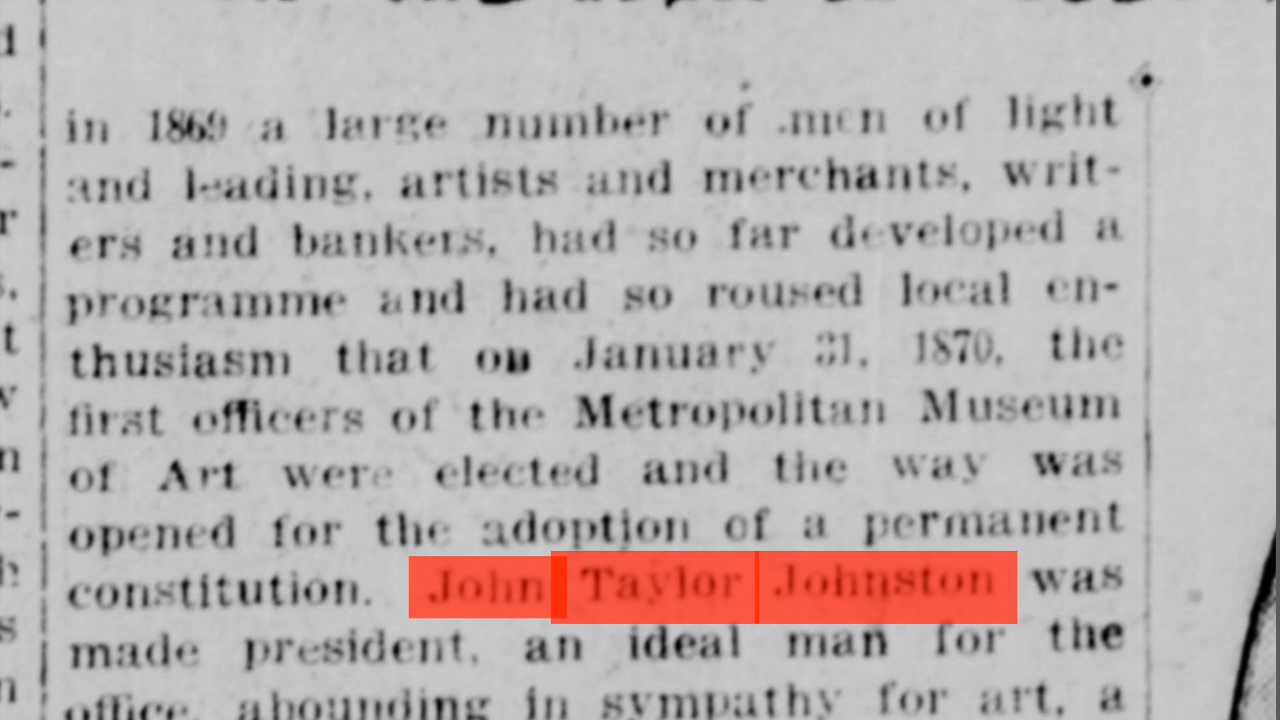 in 1869 a large number of men of light
and leading, artists and merchants, writ-
ers and bankers, had so far developed a
programme and had so roused local en-
thusiasm that on January 31, 1870, the
first officers of the Metropolitan Museum
of Art were elected and the way was
opened for the adoption of a permanent
constitution. John Taylor Johnston was
made president, an ideal man for the
office, abounding in sympathy for art, a